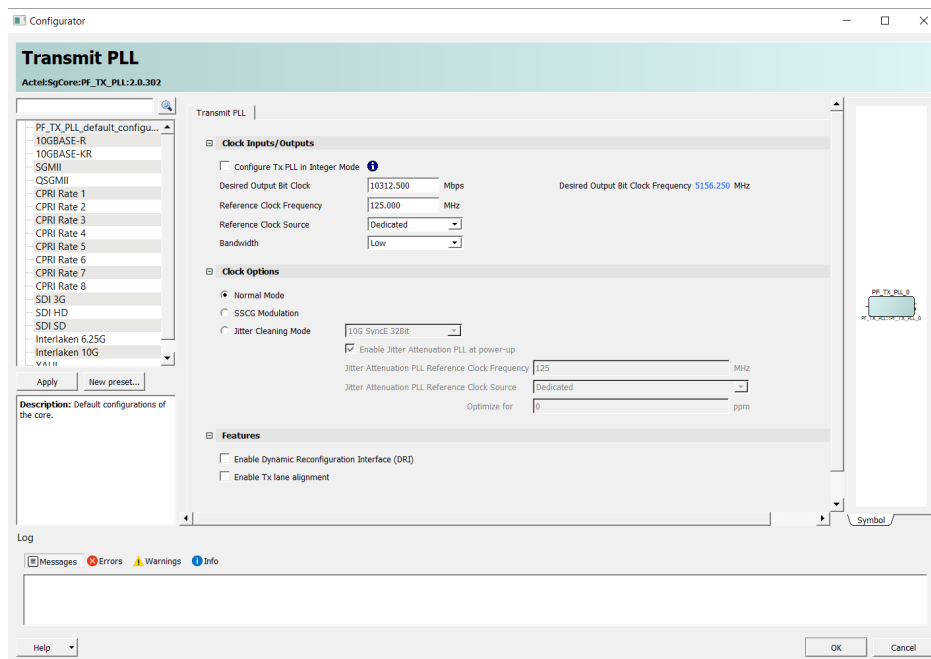 Configurator
Transmit PLL
Actel:SgCore:PF_TX_PLL:2.0.302
PF_TX_PLL_default_configu...
10GBASE-R
10GBASE-KR
SGMII
QSGMII
CPRI Rate 1
CPRI Rate 2
CPRI Rate 3
CPRI Rate 4
CPRI Rate 5
CPRI Rate 6
CPRI Rate 7
CPRI Rate 8
SDI 3G
SDI HD
SDI SD
Interlaken 6.25G
Interlaken 10G
XAUI
Apply New preset...
Description: Default configurations of
the core.
Transmit PLL
Clock Inputs/Outputs
Configure Tx PLL in Integer Mode
Desired Output Bit Clock 10312.500 Mbps Desired Output Bit Clock Frequency 5156.250 MHz
Reference Clock Frequency 125.000 MHz
Reference Clock Source Dedicated
Bandwidth Low
Clock Options
Normal Mode
SSCG Modulation
Jitter Cleaning Mode 10G SyncE 32Bit
Enable Jitter Attenuation PLL at power-up
Jitter Attenuation PLL Reference Clock Frequency 125 MHz
Jitter Attenuation PLL Reference Clock Source Dedicated
Optimize for 0 ppm
Features
Enable Dynamic Reconfiguration Interface (DRI)
Enable Tx lane alignment
PF_TX_PLL_0
PF_TX_PLL:PF_TX_PLL_0
Symbol
Log
Messages Errors Warnings Info
Help OK Cancel